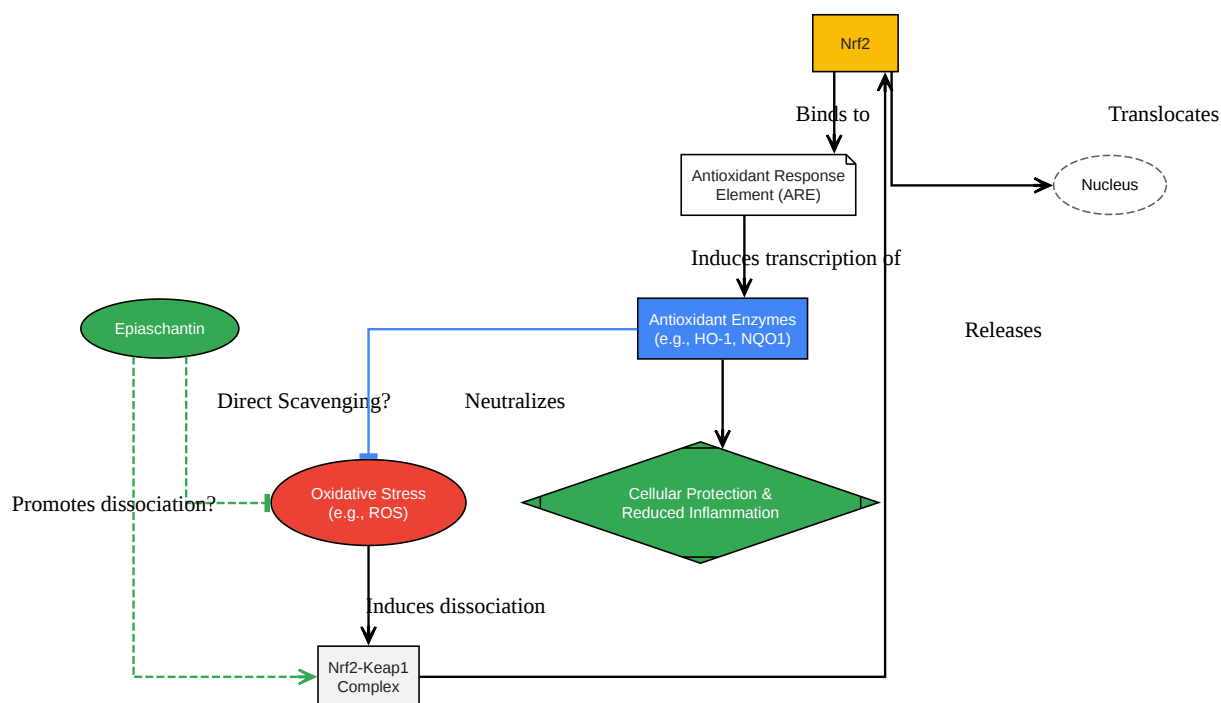 Nrf2
Binds to
Translocates
Antioxidant Response
Element (ARE)
Nucleus
Induces transcription of
Epiaschantin
Antioxidant Enzymes
(e.g., HO-1, NQO1)
Releases
Direct Scavenging?
Neutralizes
Promotes dissociation?
Oxidative Stress
(e.g., ROS)
Cellular Protection &
Reduced Inflammation
Induces dissociation
Nrf2-Keap1
Complex